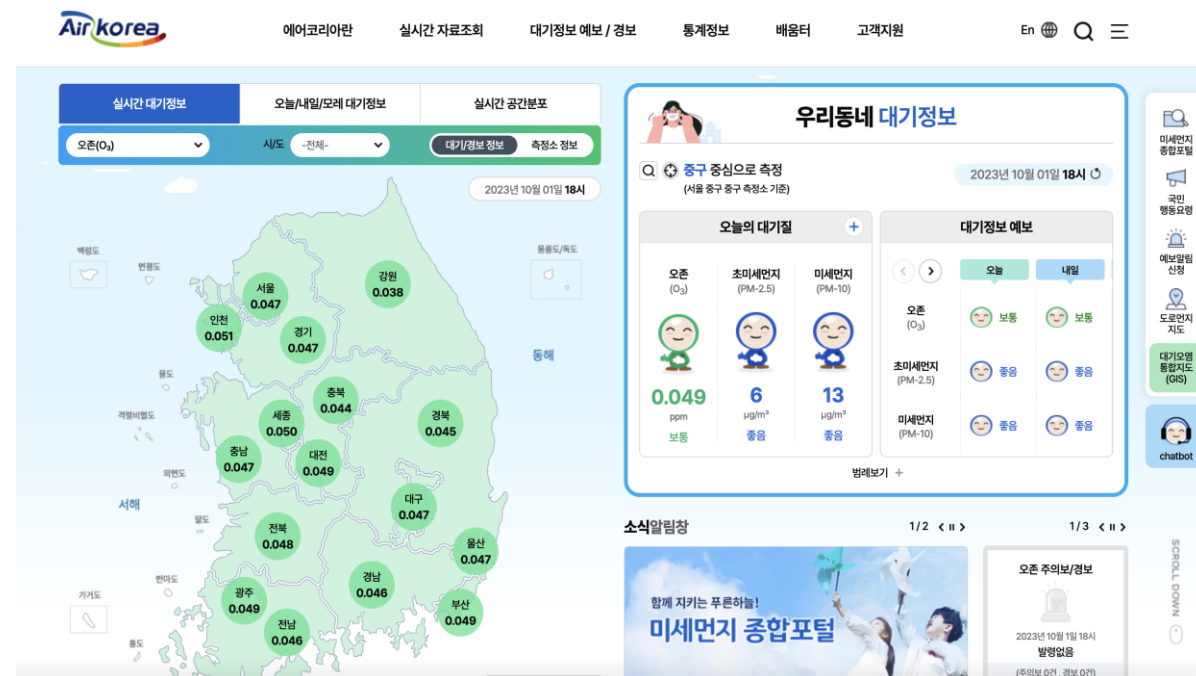 Airkorea
에어코리아란
실시간 자료조회
대기정보 예보 / 경보
통계정보
배움터
고객지원
En
실시간 대기정보
오늘/내일/모레 대기정보
실시간 공간분포
오존(O₃)
시/도
-전체-
대기/경보 정보
측정소 정보
2023년 10월 01일 18시
백령도
연평도
울릉도/독도
서울
0.047
강원
0.038
인천
0.051
경기
0.047
동해
울도
충북
0.044
격렬비열도
세종
0.050
경북
0.045
충남
0.047
대전
0.049
외연도
서해
대구
0.047
말도
전북
0.048
울산
0.047
안마도
경남
0.046
가거도
광주
0.049
부산
0.049
전남
0.046
홍도
우리동네 대기정보
중구 중심으로 측정
(서울 중구 중구 측정소 기준)
2023년 10월 01일 18시
오늘의 대기질
+
오존
(O₃)
초미세먼지
(PM-2.5)
미세먼지
(PM-10)
0.049
ppm
보통
6
μg/m³
좋음
13
μg/m³
좋음
대기정보 예보
오늘
내일
오존
(O₃)
보통
보통
초미세먼지
(PM-2.5)
좋음
좋음
미세먼지
(PM-10)
좋음
좋음
범례보기 +
소식알림창
1/2
1/3
함께 지키는 푸른하늘!
미세먼지 종합포털
오존 주의보/경보
2023년 10월 1일 18시
발령없음
(주의보 0건 , 경보 0건)
미세먼지
종합포털
국민
행동요령
예보알림
신청
도로먼지
지도
대기오염
통합지도
(GIS)
chatbot
SCROLL DOWN